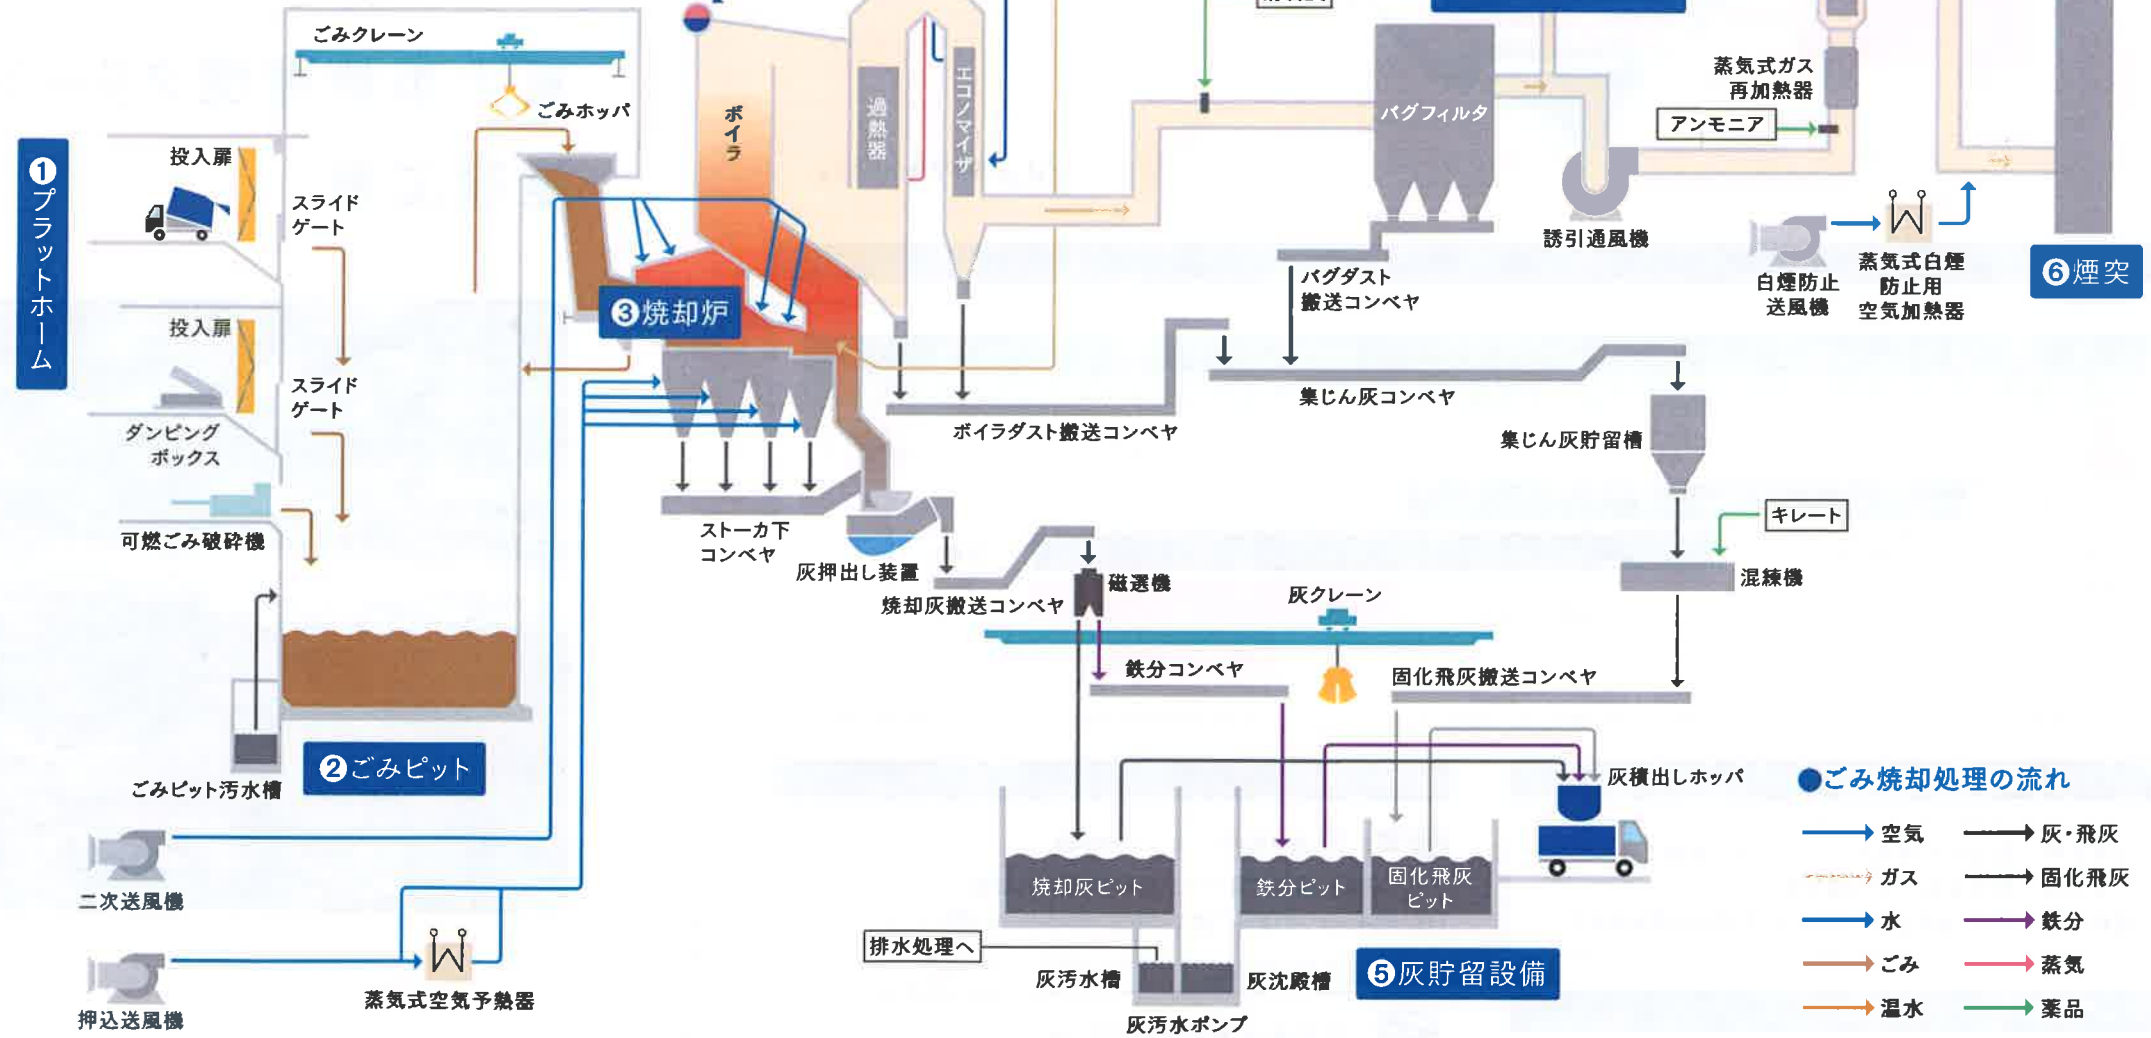 ごみクレーン
ごみホッパ
❶プラットホーム
投入扉
スライド
ゲート
投入扉
スライド
ゲート
ダンピング
ボックス
可燃ごみ破砕機
ごみピット汚水槽
❷ごみピット
二次送風機
押込送風機
蒸気式空気予熱器
❸焼却炉
ボイラ
過熱器
エコノマイザ
バグフィルタ
蒸気式ガス
再加熱器
アンモニア
誘引通風機
白煙防止
送風機
蒸気式白煙
防止用
空気加熱器
❻煙突
バグダスト
搬送コンベヤ
集じん灰コンベヤ
ボイラダスト搬送コンベヤ
集じん灰貯留槽
キレート
混練機
ストーカ下
コンベヤ
灰押出し装置
焼却灰搬送コンベヤ
磁選機
灰クレーン
鉄分コンベヤ
固化飛灰搬送コンベヤ
灰積出しホッパ
焼却灰ピット
鉄分ピット
固化飛灰
ピット
排水処理へ
灰汚水槽
灰沈殿槽
灰汚水ポンプ
❺灰貯留設備
●ごみ焼却処理の流れ
空気
灰・飛灰
ガス
固化飛灰
水
鉄分
ごみ
蒸気
温水
薬品